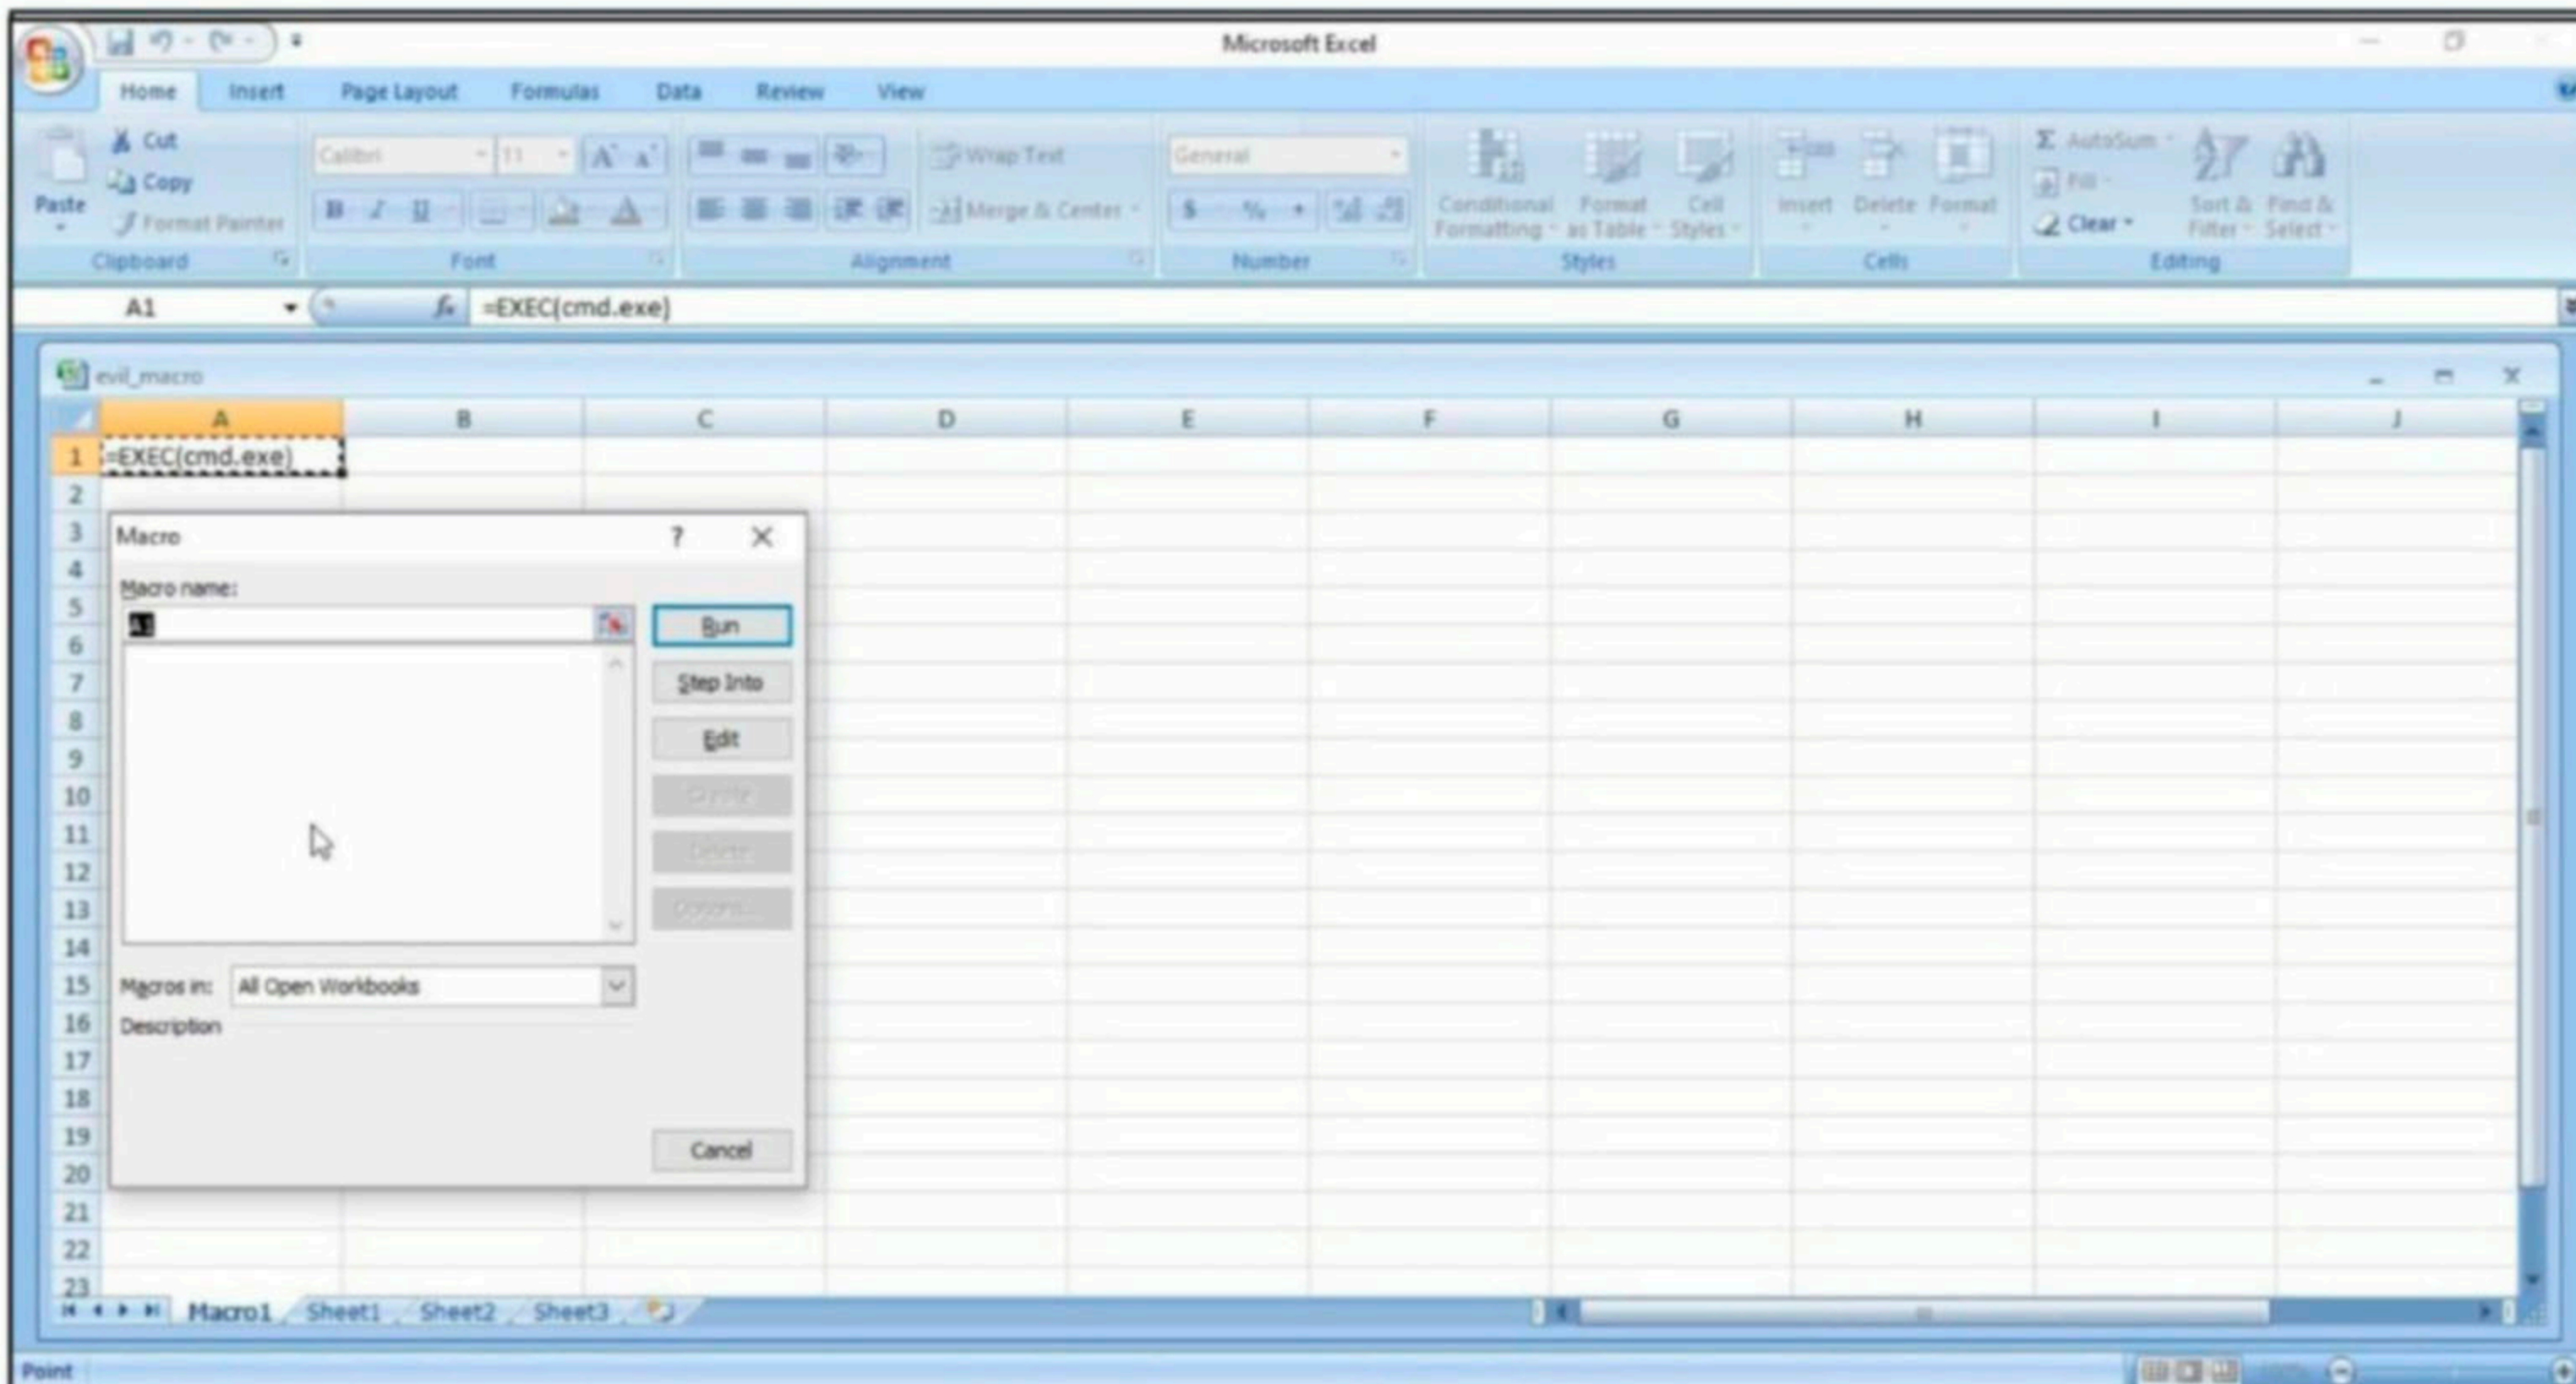 Microsoft Excel
Home Insert Page Layout Formulas Data Review View
Paste
Cut
Copy
Format Painter
Clipboard
Calibri 11
B I U
Font
Wrap Text
Merge & Center
Alignment
General
$ % ,
Number
Conditional Formatting
Format as Table
Cell Styles
Styles
Insert Delete Format
Cells
Σ AutoSum
Fill
Clear
Sort & Filter
Find & Select
Editing
A1 fx =EXEC(cmd.exe)
evil_macro
A B C D E F G H I J
1 =EXEC(cmd.exe)
2
3
4
5
6
7
8
9
10
11
12
13
14
15
16
17
18
19
20
21
22
23
Macro ?
Macro name:
A1
Run
Step Into
Edit
Create
Delete
Options...
Macros in: All Open Workbooks
Description
Cancel
Macro1 Sheet1 Sheet2 Sheet3
Point